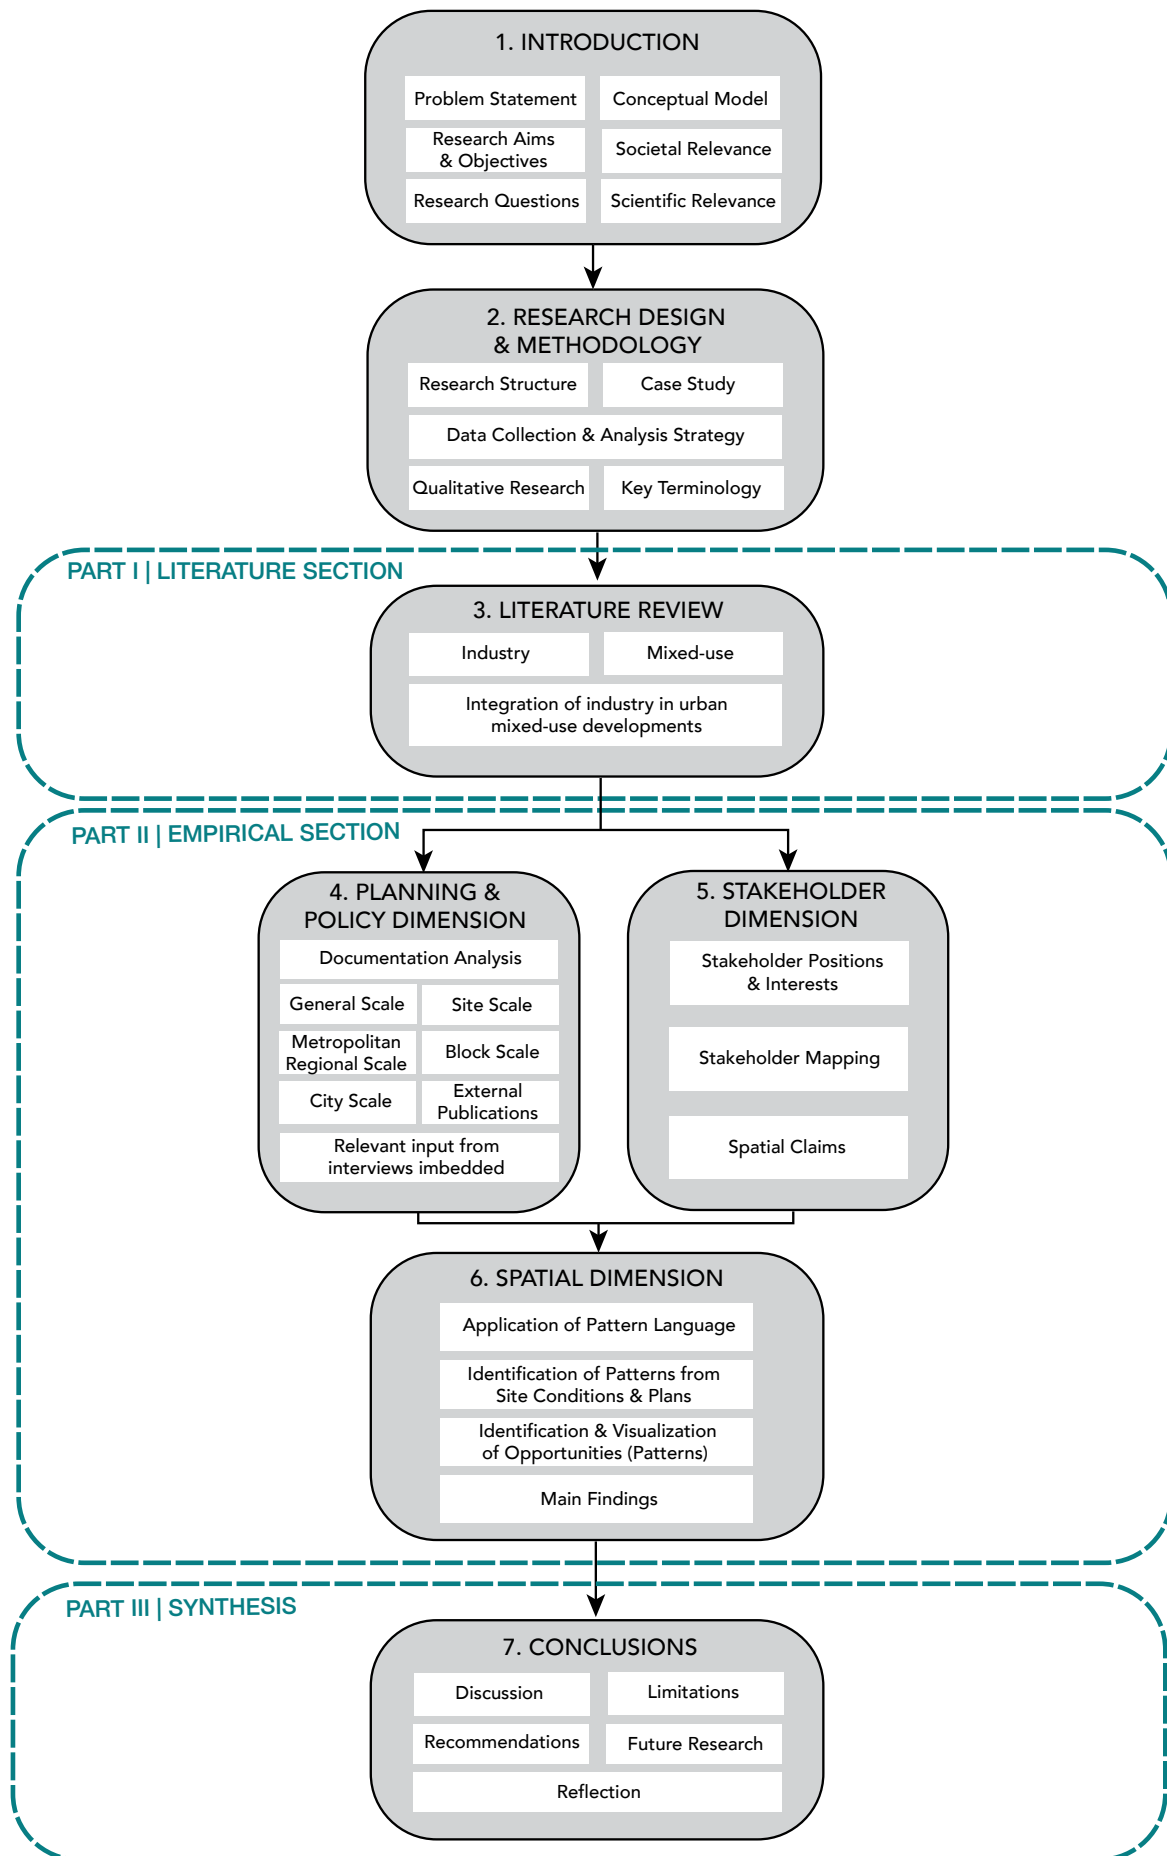 1. INTRODUCTION
Problem Statement
Conceptual Model
Research Aims
& Objectives
Societal Relevance
Research Questions
Scientific Relevance
2. RESEARCH DESIGN
& METHODOLOGY
Research Structure
Case Study
Data Collection & Analysis Strategy
Qualitative Research
Key Terminology
PART I | LITERATURE SECTION
3. LITERATURE REVIEW
Industry
Mixed-use
Integration of industry in urban
mixed-use developments
PART II | EMPIRICAL SECTION
4. PLANNING &
POLICY DIMENSION
Documentation Analysis
General Scale
Site Scale
Metropolitan
Regional Scale
Block Scale
City Scale
External
Publications
Relevant input from
interviews imbedded
5. STAKEHOLDER
DIMENSION
Stakeholder Positions
& Interests
Stakeholder Mapping
Spatial Claims
6. SPATIAL DIMENSION
Application of Pattern Language
Identification of Patterns from
Site Conditions & Plans
Identification & Visualization
of Opportunities (Patterns)
Main Findings
PART III | SYNTHESIS
7. CONCLUSIONS
Discussion
Limitations
Recommendations
Future Research
Reflection